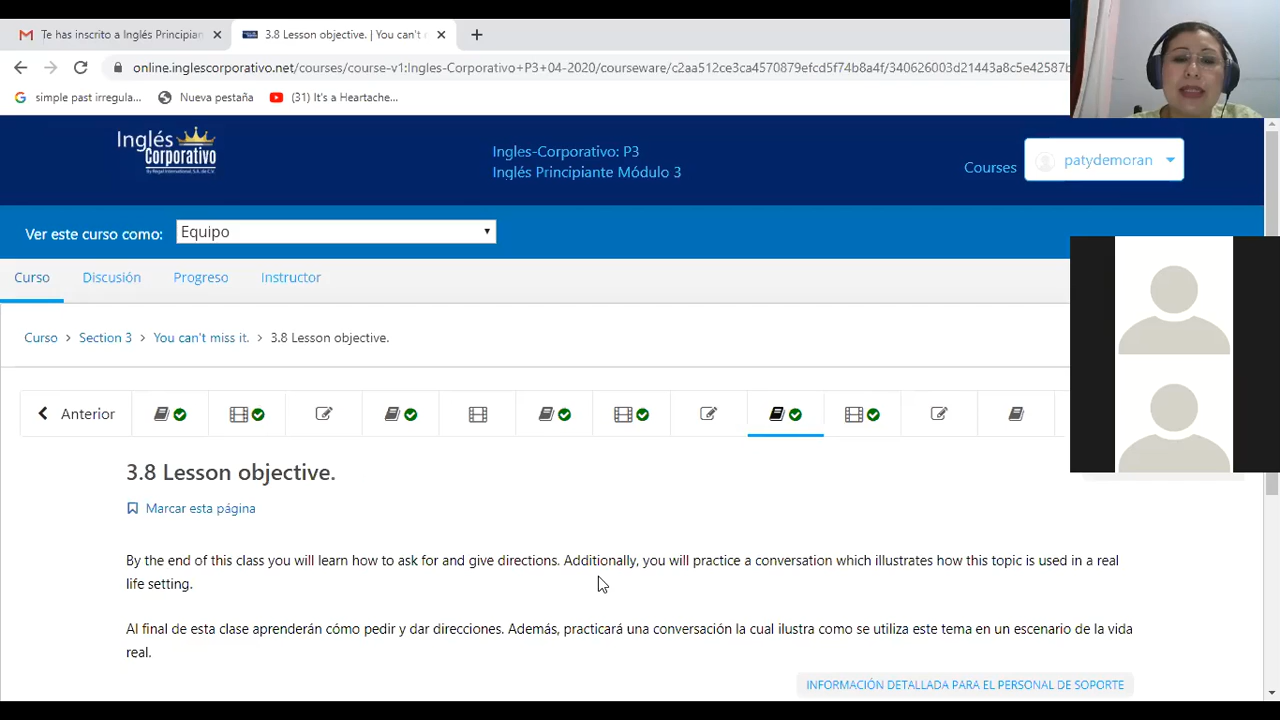 Te has inscrito a Inglés Principian
3.8 Lesson objective. | You can't
online.inglescorporativo.net/courses/course-v1:Ingles-Corporativo+P3+04-2020/courseware/c2aa512ce3ca4570879efcd5f74b8a4f/340626003d21443a8c5e42587b
simple past irregula...
Nueva pestaña
(31) It's a Heartache...
Inglés
Corporativo
Ingles-Corporativo: P3
Inglés Principiante Módulo 3
Courses
patydemoran
Ver este curso como:
Equipo
Curso
Discusión
Progreso
Instructor
Curso > Section 3 > You can't miss it. > 3.8 Lesson objective.
Anterior
3.8 Lesson objective.
Marcar esta página
By the end of this class you will learn how to ask for and give directions. Additionally, you will practice a conversation which illustrates how this topic is used in a real
life setting.
Al final de esta clase aprenderán cómo pedir y dar direcciones. Además, practicará una conversación la cual ilustra como se utiliza este tema en un escenario de la vida
real.
INFORMACIÓN DETALLADA PARA EL PERSONAL DE SOPORTE